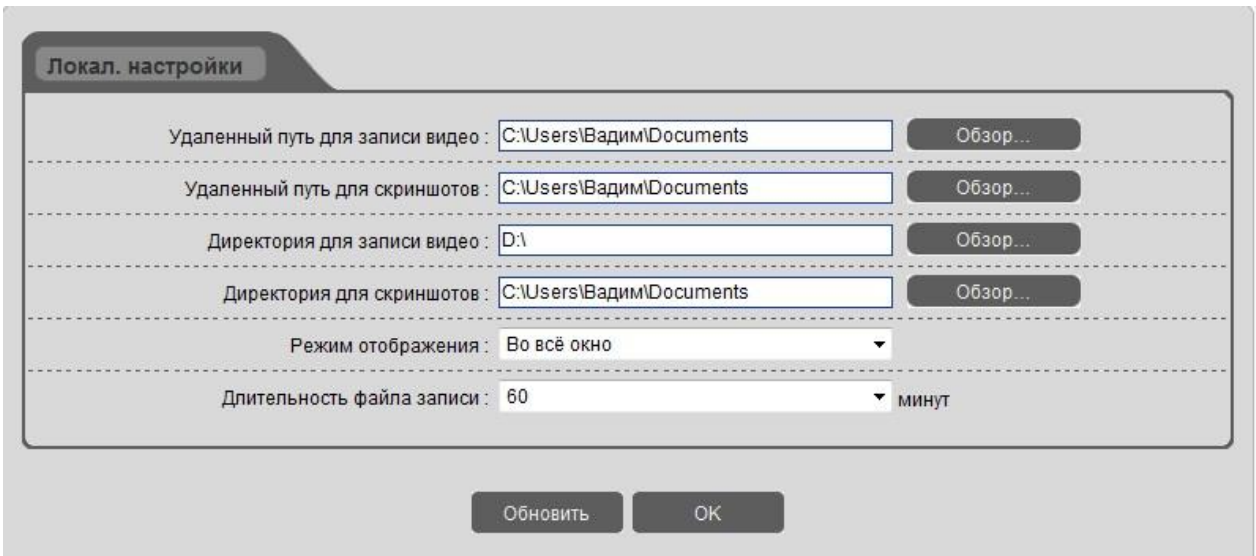 Локал. настройки
Удаленный путь для записи видео : C:\Users\Вадим\Documents Обзор...
Удаленный путь для скриншотов : C:\Users\Вадим\Documents Обзор...
Директория для записи видео : D:\ Обзор...
Директория для скриншотов : C:\Users\Вадим\Documents Обзор...
Режим отображения : Во всё окно
Длительность файла записи : 60 минут
Обновить OK